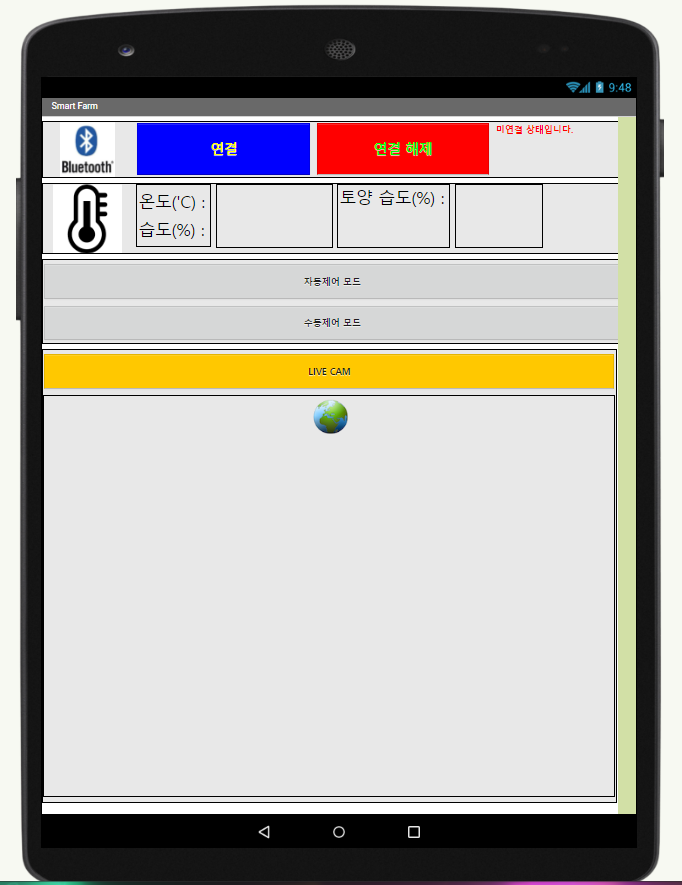 9:48
Smart Farm
Bluetooth
연결
연결 해제
미연결 상태입니다.
온도('C) :
습도(%) :
토양 습도(%) :
자동제어 모드
수동제어 모드
LIVE CAM